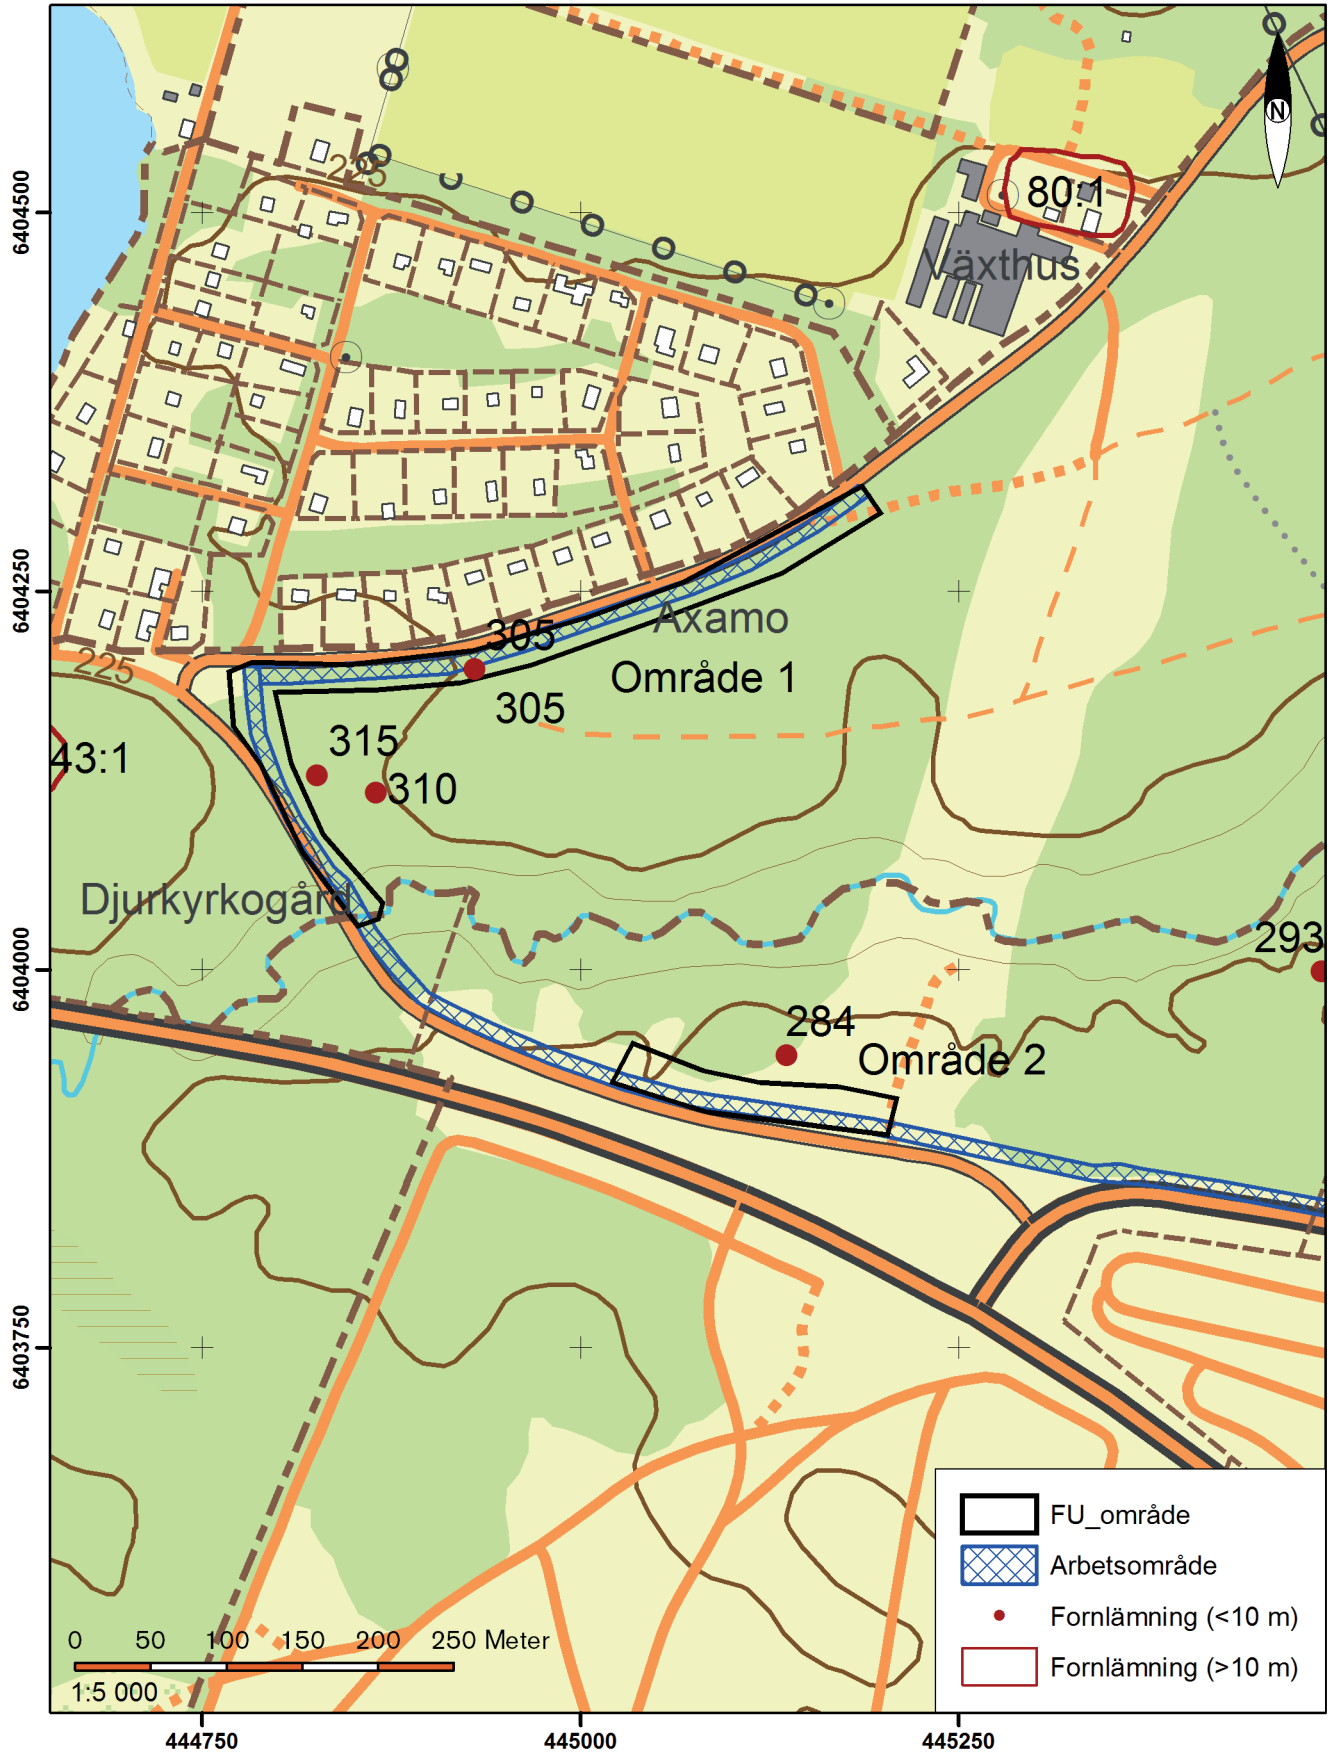 N
80:1
225
Växthus
6404500
6404250
305
Axamo
Område 1
225
305
315
43:1
310
Djurkyrkogård
293
6404000
284
Område 2
6403750
FU_område
Arbetsområde
Fornlämning (<10 m)
Fornlämning (>10 m)
0 50 100 150 200 250 Meter
1:5 000
444750 445000 445250